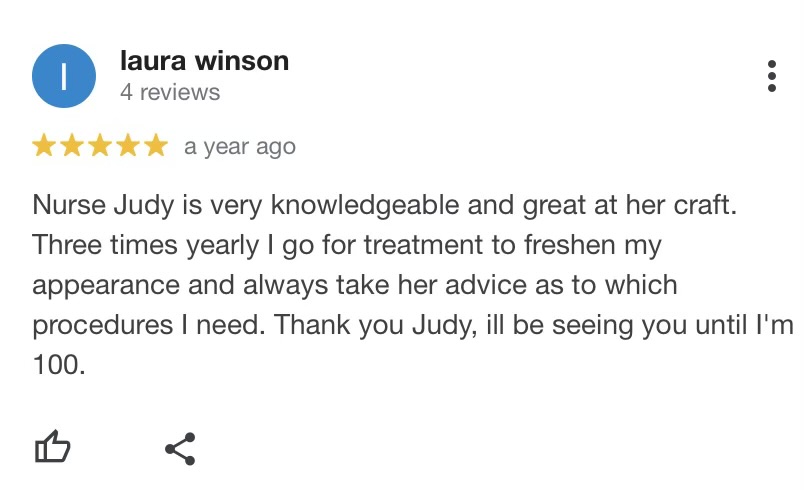 l
laura winson
4 reviews
a year ago
Nurse Judy is very knowledgeable and great at her craft.
Three times yearly I go for treatment to freshen my
appearance and always take her advice as to which
procedures I need. Thank you Judy, ill be seeing you until I'm
100.